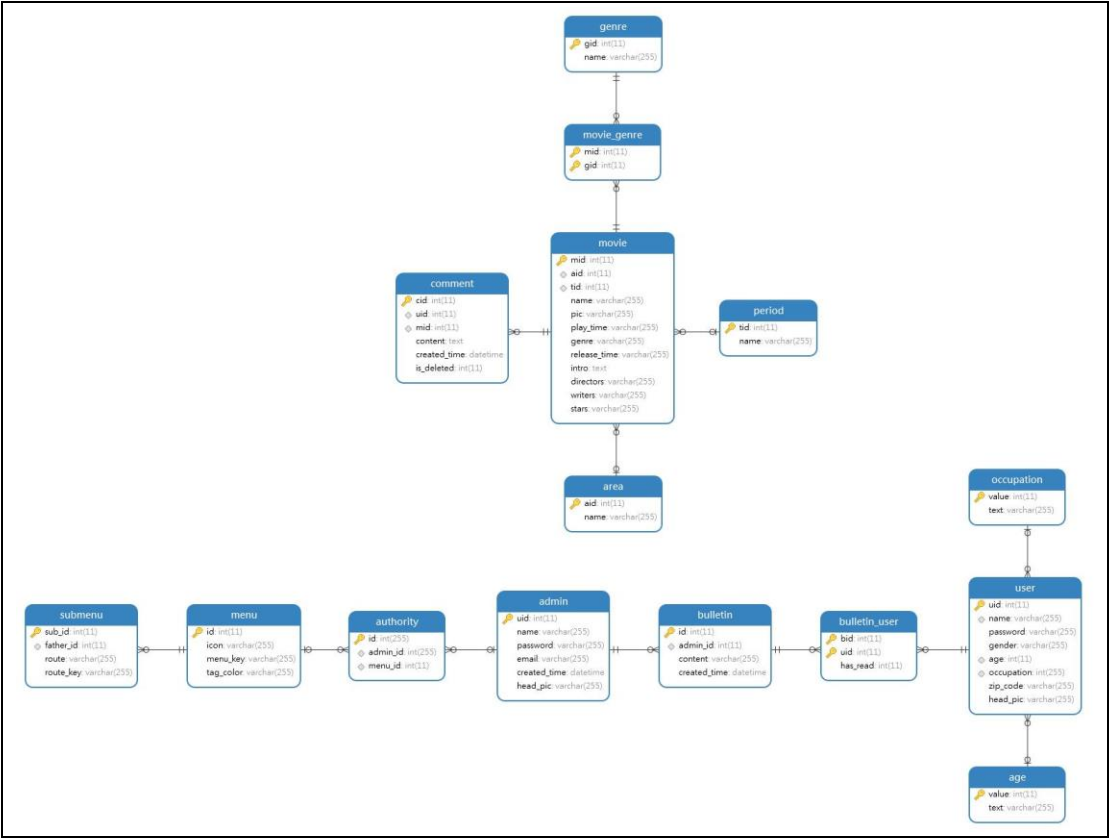 genre
gid: int(11)
name: varchar(255)
movie_genre
mid: int(11)
gid: int(11)
movie
mid: int(11)
aid: int(11)
tid: int(11)
name: varchar(255)
pic: varchar(255)
play_time: varchar(255)
genre: varchar(255)
release_time: varchar(255)
intro: text
directors: varchar(255)
writers: varchar(255)
stars: varchar(255)
comment
cid: int(11)
uid: int(11)
mid: int(11)
content: text
created_time: datetime
is_deleted: int(11)
period
tid: int(11)
name: varchar(255)
area
aid: int(11)
name: varchar(255)
occupation
value: int(11)
text: varchar(255)
submenu
sub_id: int(11)
father_id: int(11)
route: varchar(255)
route_key: varchar(255)
menu
id: int(11)
icon: varchar(255)
menu_key: varchar(255)
tag_color: varchar(255)
authority
id: int(255)
admin_id: int(255)
menu_id: int(11)
admin
uid: int(11)
name: varchar(255)
password: varchar(255)
email: varchar(255)
created_time: datetime
head_pic: varchar(255)
bulletin
id: int(11)
admin_id: int(11)
content: varchar(255)
created_time: datetime
bulletin_user
bid: int(11)
uid: int(11)
has_read: int(11)
user
uid: int(11)
name: varchar(255)
password: varchar(255)
gender: varchar(255)
age: int(11)
occupation: int(255)
zip_code: varchar(255)
head_pic: varchar(255)
age
value: int(11)
text: varchar(255)